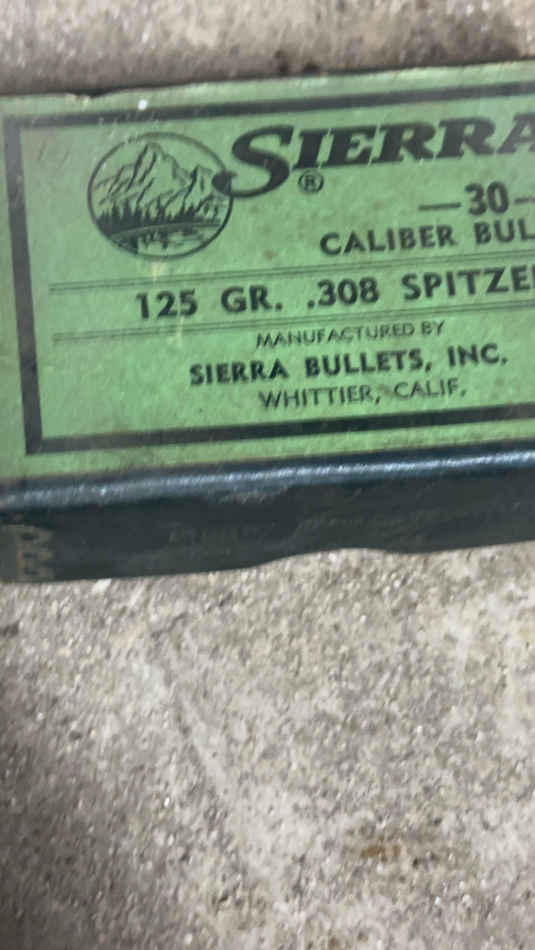 SIERRA
®
—30—
CALIBER BUL
125 GR. .308 SPITZE
MANUFACTURED BY
SIERRA BULLETS, INC.
WHITTIER, CALIF.